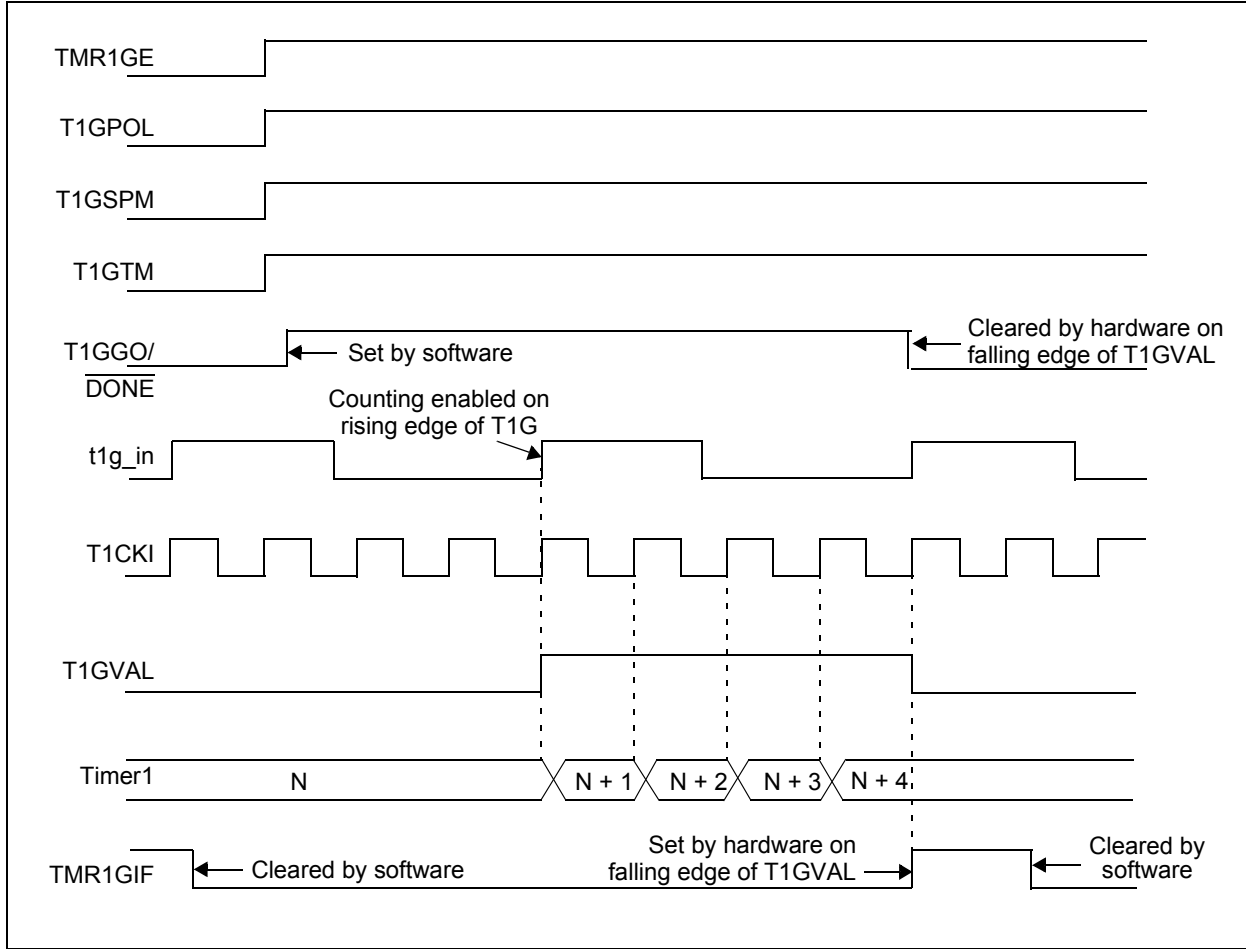 TMR1GE
T1GPOL
T1GSPM
T1GTM
T1GGO/
DONE
Set by software
Cleared by hardware on
falling edge of T1GVAL
Counting enabled on
rising edge of T1G
t1g_in
T1CKI
T1GVAL
Timer1
N
N + 1
N + 2
N + 3
N + 4
TMR1GIF
Cleared by software
Set by hardware on
falling edge of T1GVAL
Cleared by
software